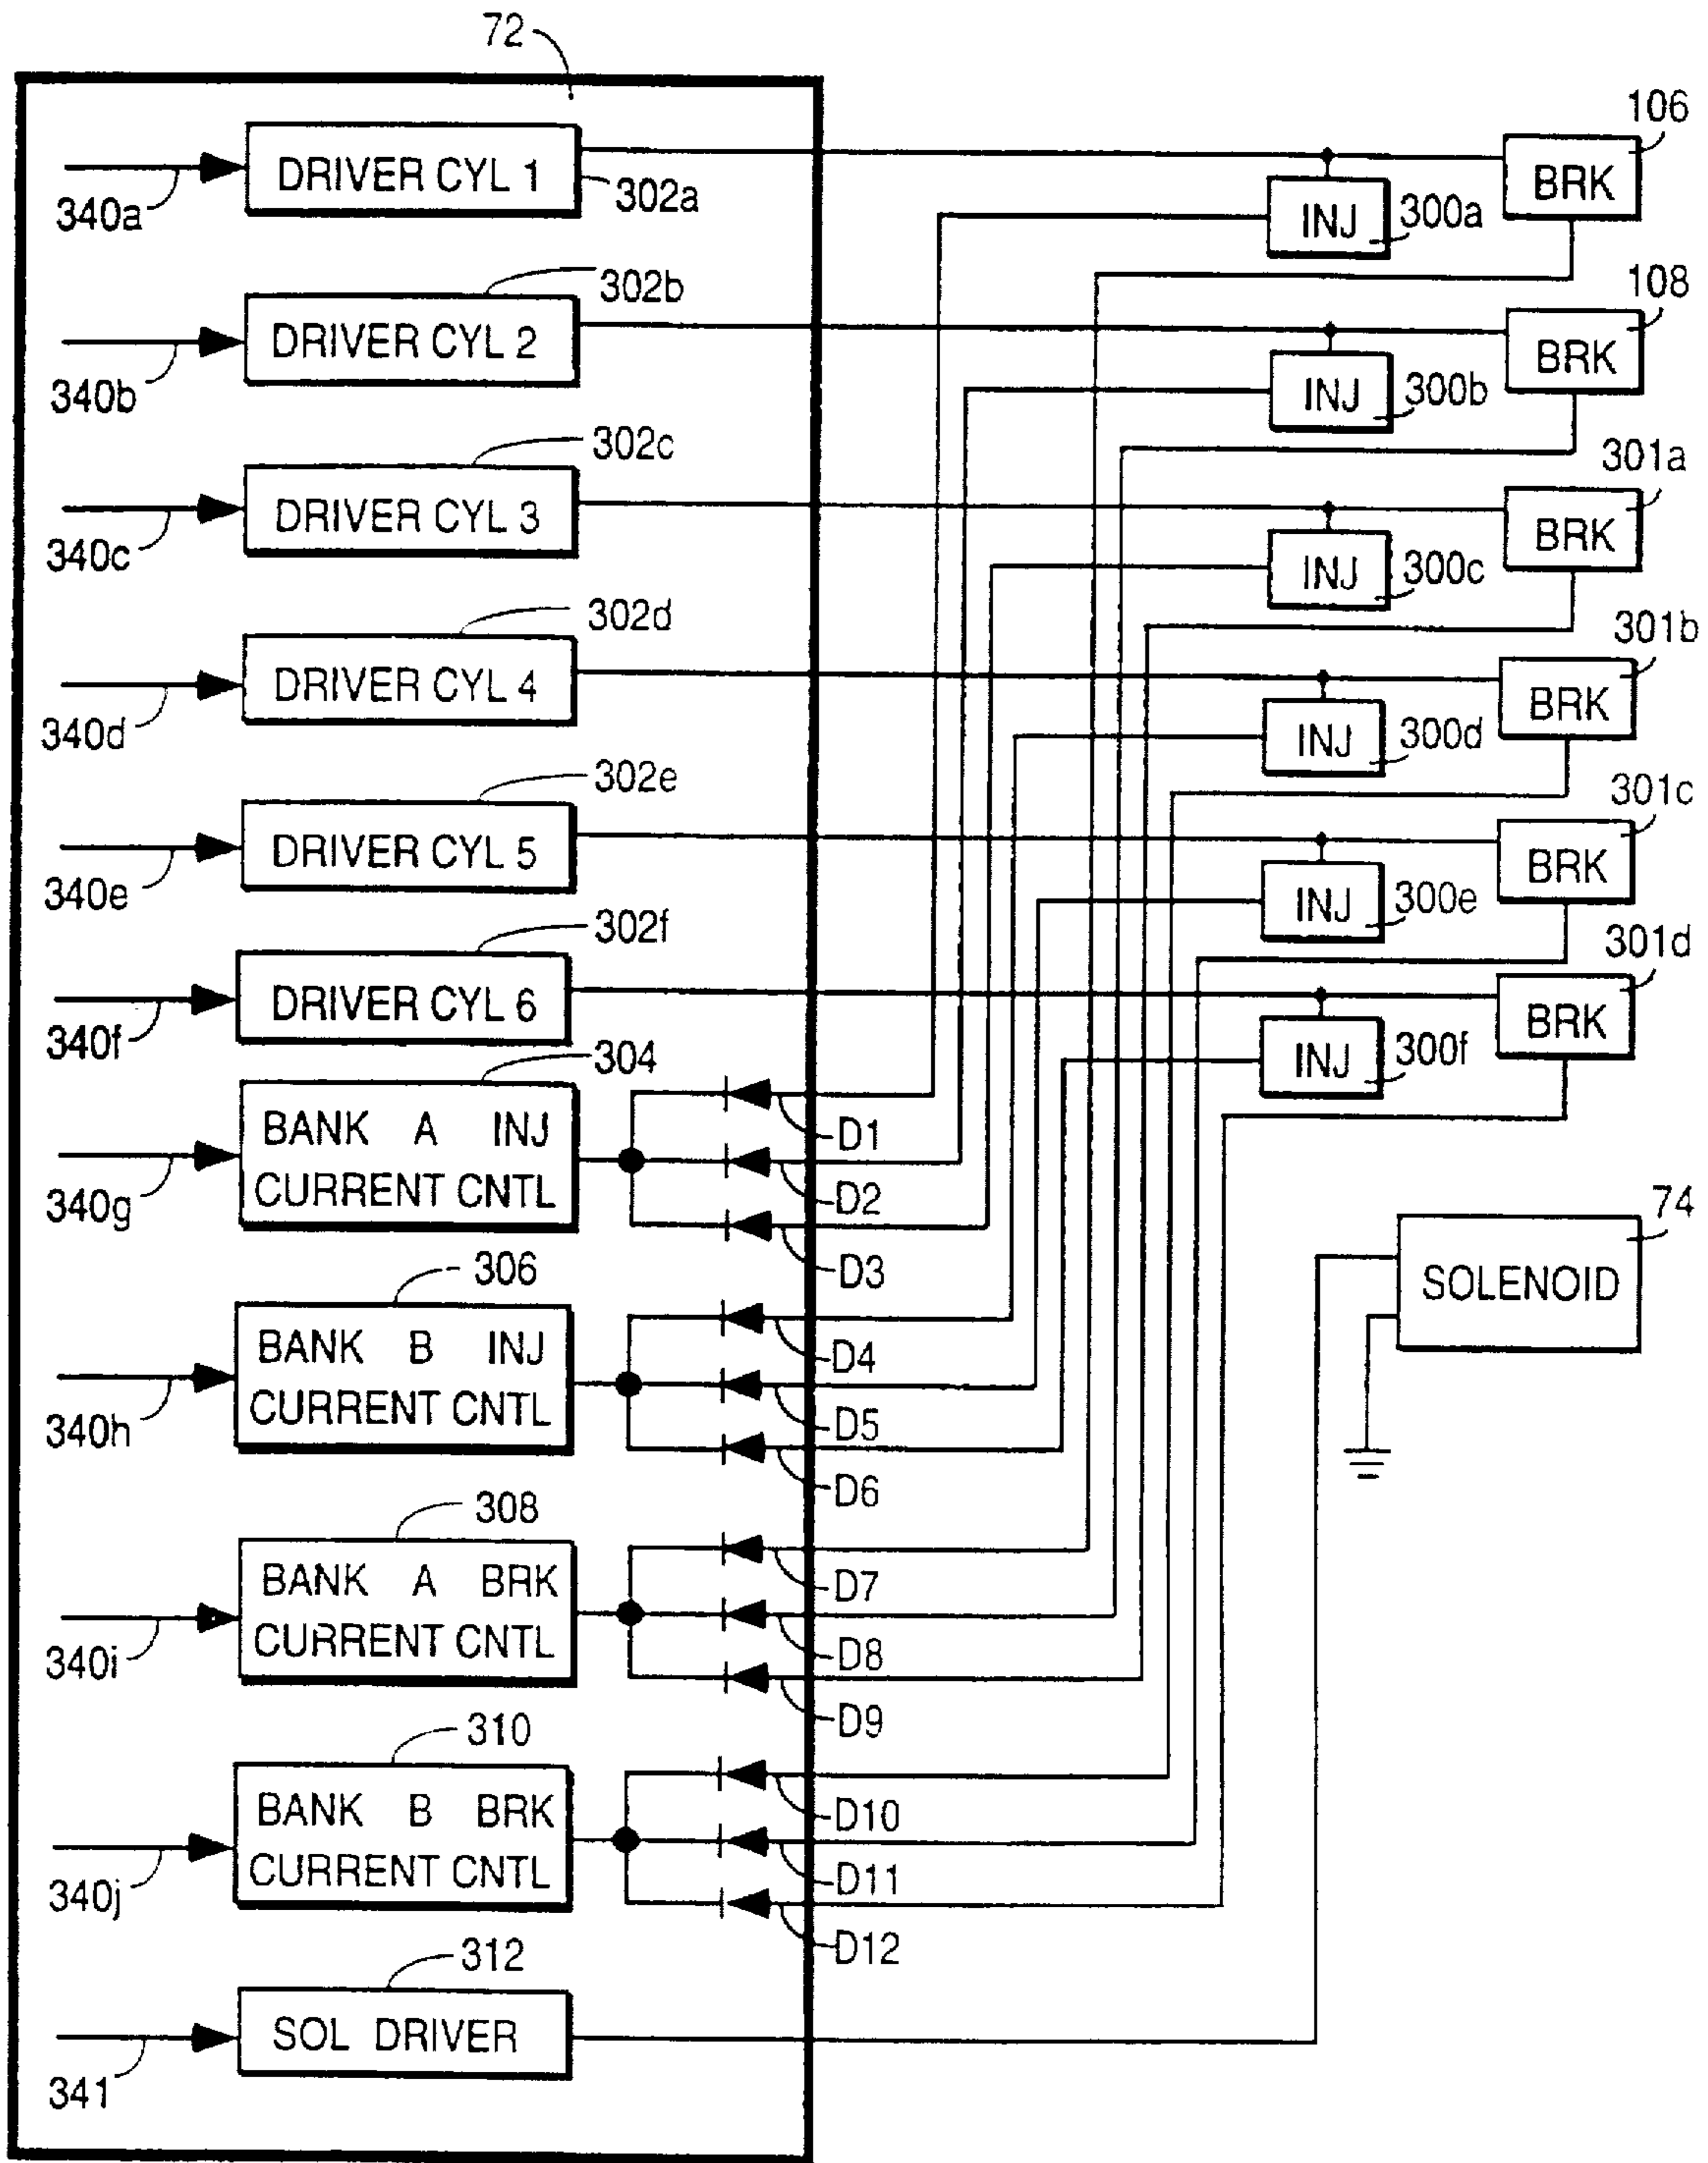 72
DRIVER CYL 1
302a
340a
106
BRK
INJ
300a
302b
DRIVER CYL 2
340b
108
BRK
INJ
300b
302c
DRIVER CYL 3
340c
301a
BRK
INJ
300c
302d
DRIVER CYL 4
340d
301b
BRK
INJ
300d
302e
DRIVER CYL 5
340e
301c
BRK
INJ
300e
302f
DRIVER CYL 6
340f
301d
BRK
INJ
300f
304
BANK A INJ
CURRENT CNTL
340g
D1
D2
D3
74
SOLENOID
306
BANK B INJ
CURRENT CNTL
340h
D4
D5
D6
308
BANK A BRK
CURRENT CNTL
340i
D7
D8
D9
310
BANK B BRK
CURRENT CNTL
340j
D10
D11
D12
312
SOL DRIVER
341